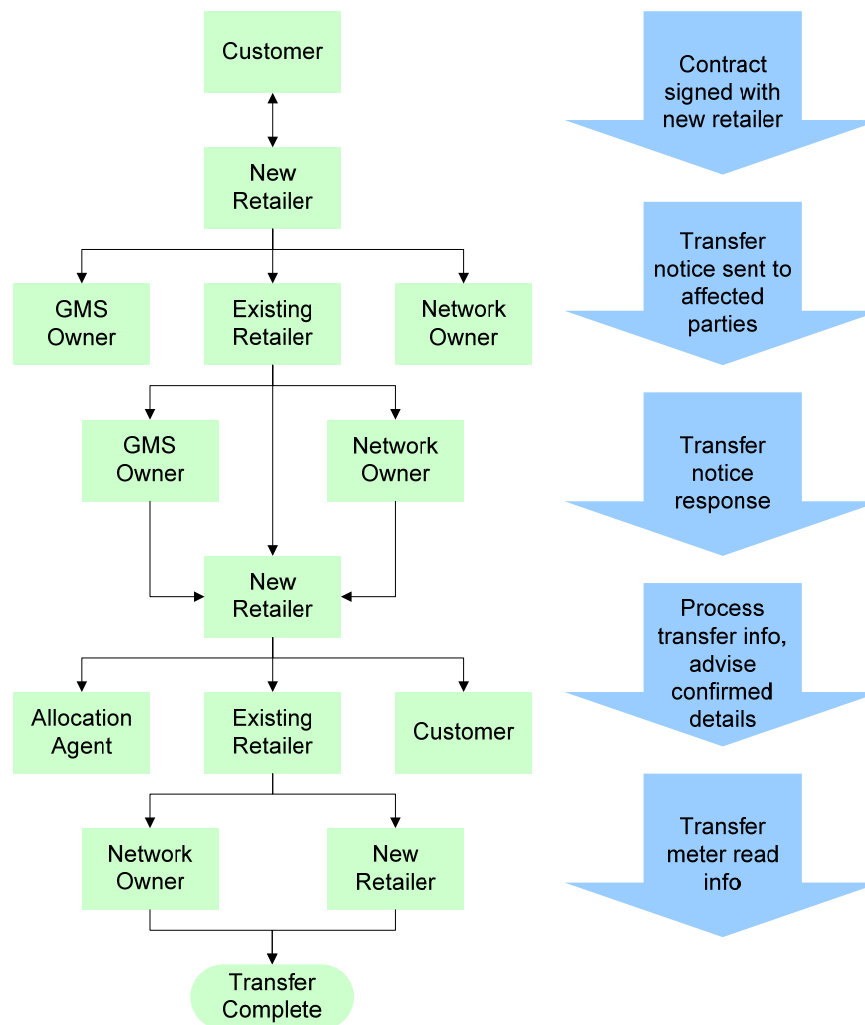 Customer
New
Retailer
GMS
Owner
Existing
Retailer
Network
Owner
GMS
Owner
Network
Owner
New
Retailer
Allocation
Agent
Existing
Retailer
Customer
Network
Owner
New
Retailer
Transfer
Complete
Contract
signed with
new retailer
Transfer
notice sent to
affected
parties
Transfer
notice
response
Process
transfer info,
advise
confirmed
details
Transfer
meter read
info